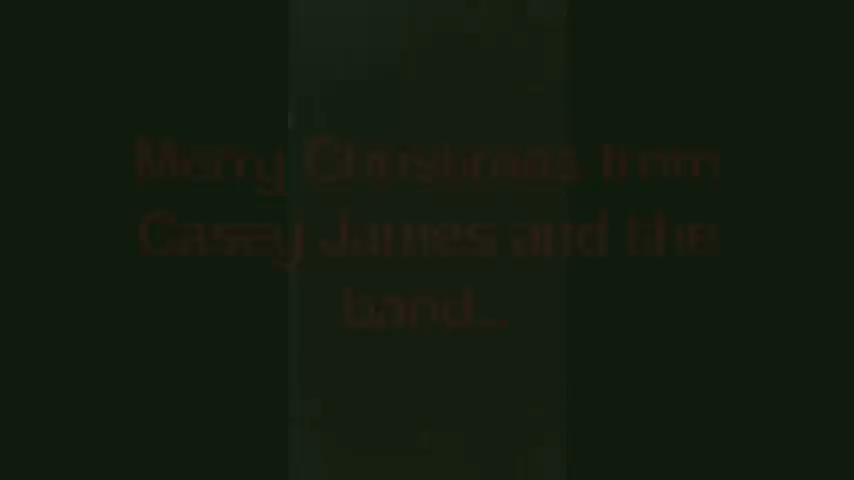 Merry Christmas from
Casey James and the
band...